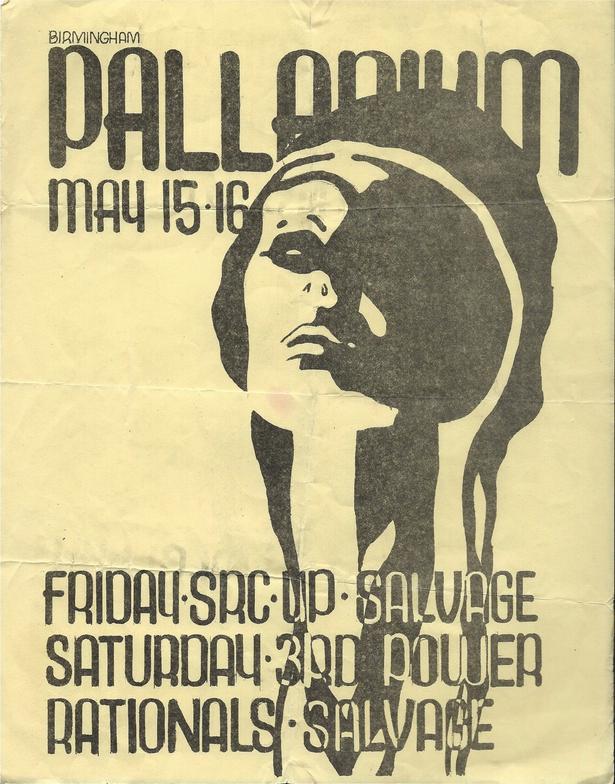 BIRMINGHAM
PALLADIUM
MAY 15·16
FRIDAY·SRC·UP·SALVAGE
SATURDAY·3RD POWER
RATIONALS·SALVAGE